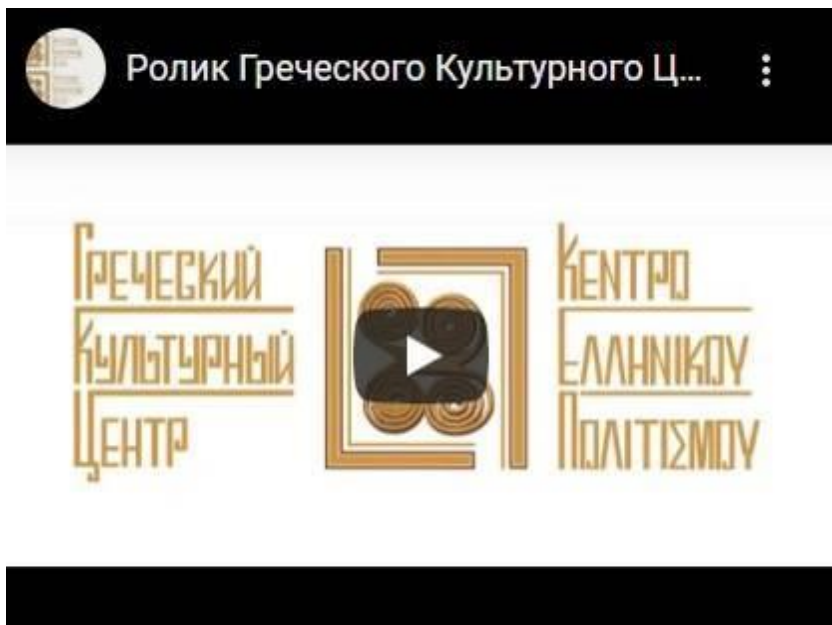 Ролик Греческого Культурного Ц...
Греческий
Культурный
Центр
Κεντρο
Ελληνικου
Πολιτισμου